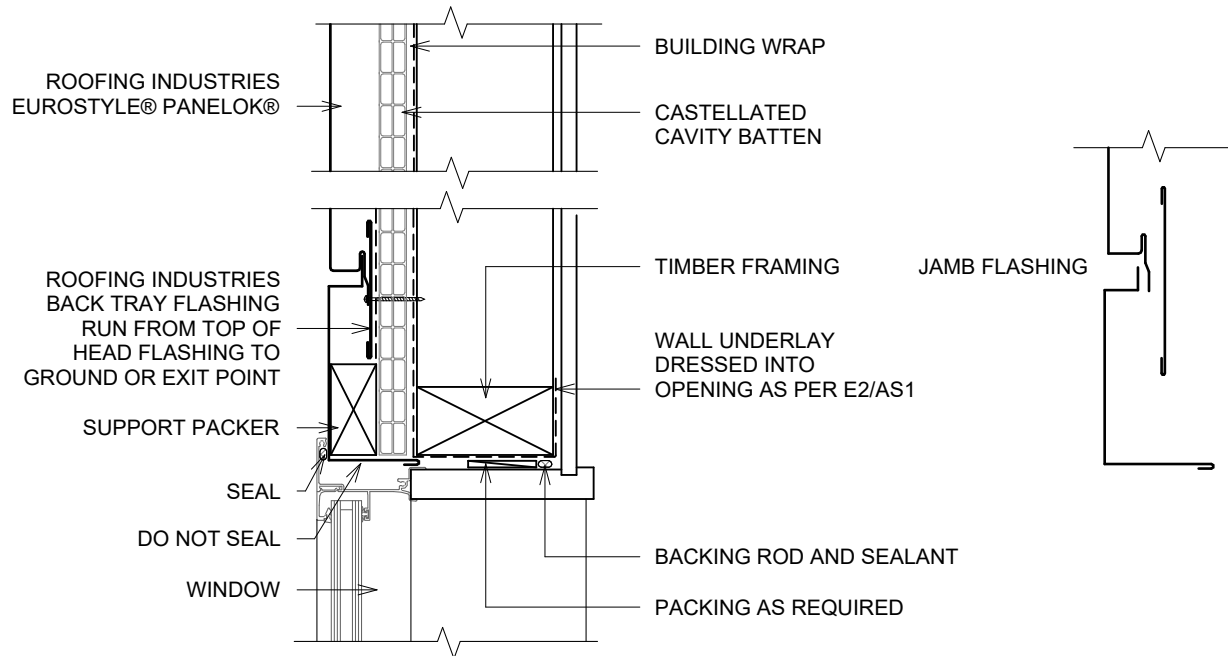 ROOFING INDUSTRIES
EUROSTYLE® PANELOK®
ROOFING INDUSTRIES
BACK TRAY FLASHING
RUN FROM TOP OF
HEAD FLASHING TO
GROUND OR EXIT POINT
SUPPORT PACKER
SEAL
DO NOT SEAL
WINDOW
BUILDING WRAP
CASTELLATED
CAVITY BATTEN
TIMBER FRAMING
WALL UNDERLAY
DRESSED INTO
OPENING AS PER E2/AS1
BACKING ROD AND SEALANT
PACKING AS REQUIRED
JAMB FLASHING